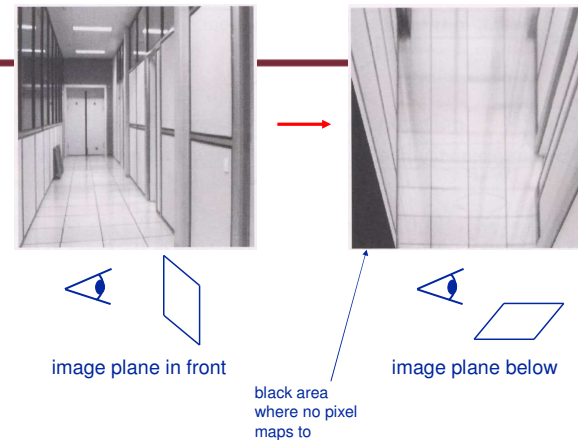 image plane in front
image plane below
black area
where no pixel
maps to